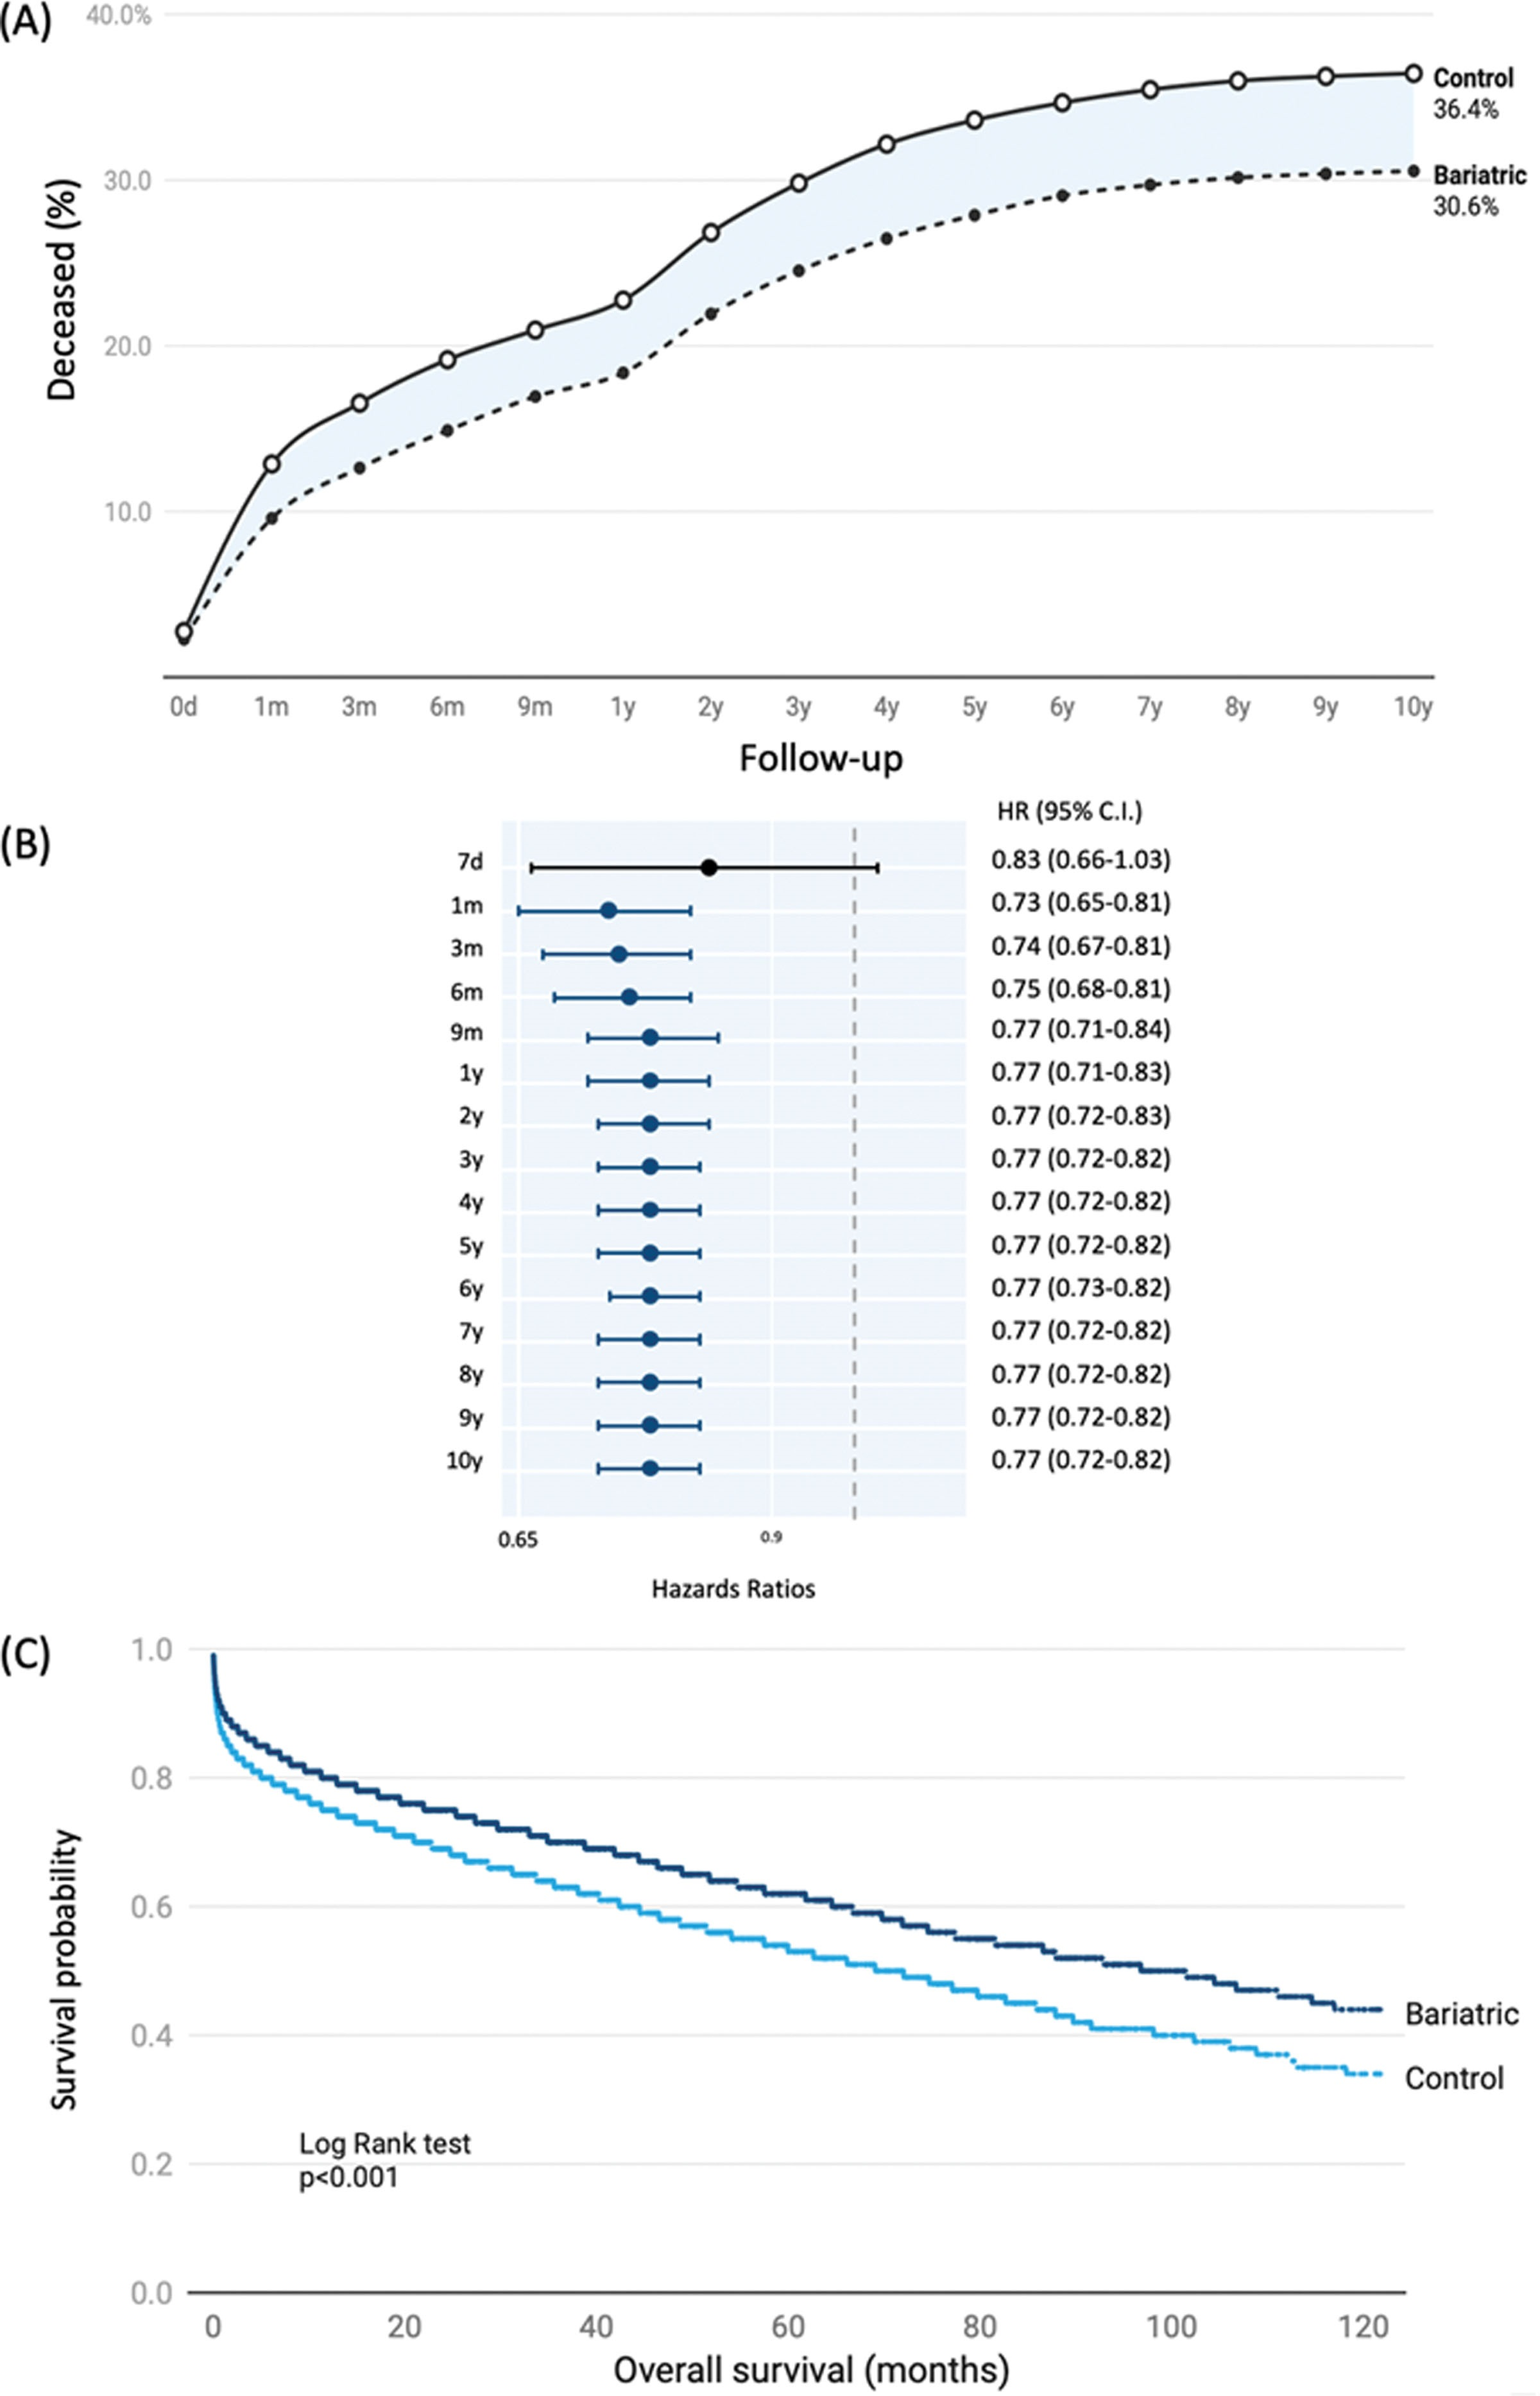 (A)
40.0%
30.0
20.0
10.0
Deceased (%)
Control
36.4%
Bariatric
30.6%
0d 1m 3m 6m 9m 1y 2y 3y 4y 5y 6y 7y 8y 9y 10y
Follow-up
(B)
HR (95% C.I.)
7d 0.83 (0.66-1.03)
1m 0.73 (0.65-0.81)
3m 0.74 (0.67-0.81)
6m 0.75 (0.68-0.81)
9m 0.77 (0.71-0.84)
1y 0.77 (0.71-0.83)
2y 0.77 (0.72-0.83)
3y 0.77 (0.72-0.82)
4y 0.77 (0.72-0.82)
5y 0.77 (0.72-0.82)
6y 0.77 (0.73-0.82)
7y 0.77 (0.72-0.82)
8y 0.77 (0.72-0.82)
9y 0.77 (0.72-0.82)
10y 0.77 (0.72-0.82)
0.65 0.9
Hazards Ratios
(C)
1.0
0.8
0.6
0.4
0.2
0.0
Survival probability
Bariatric
Control
Log Rank test
p<0.001
0 20 40 60 80 100 120
Overall survival (months)